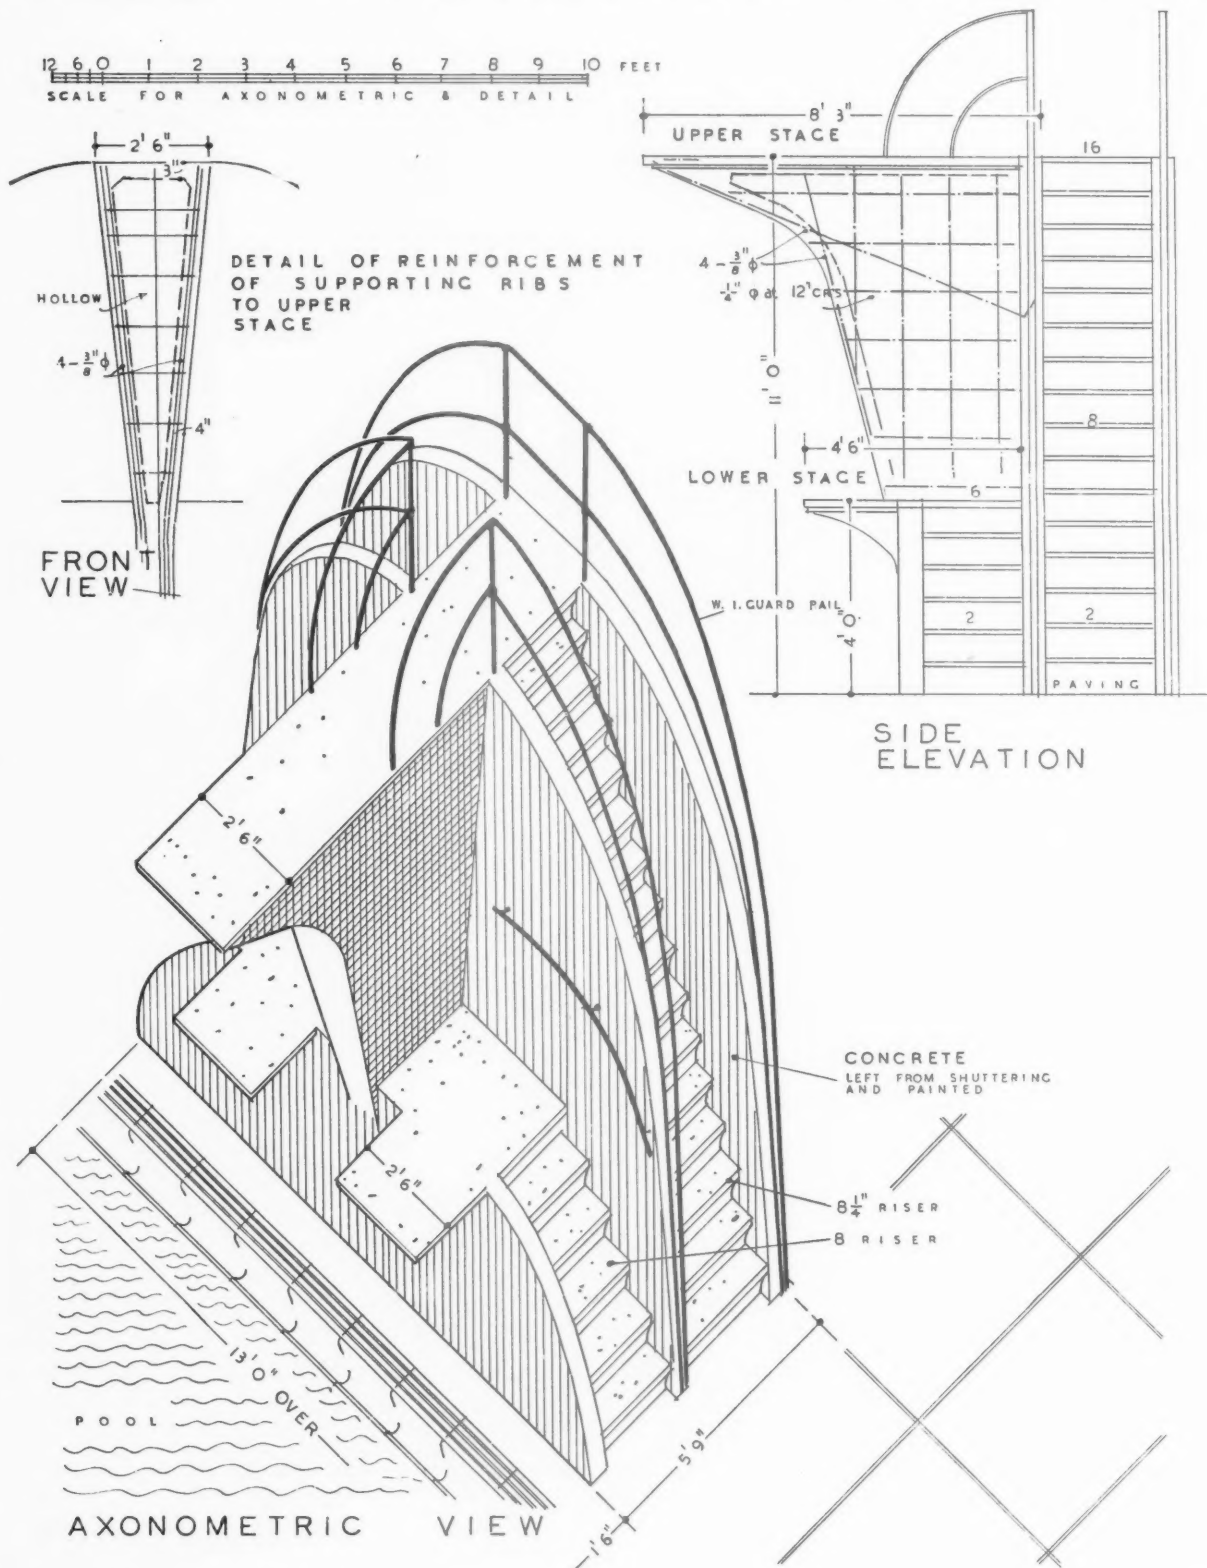 12 6 0 1 2 3 4 5 6 7 8 9 10 FEET
SCALE FOR AXONOMETRIC & DETAIL
2' 6"
3"
HOLLOW
4-3/8"φ
4"
DETAIL OF REINFORCEMENT
OF SUPPORTING RIBS
TO UPPER
STAGE
FRONT
VIEW
8' 3"
UPPER STAGE
16
4-3/8"φ
1/4" φ at 12" CRS
11' 0"
4' 6"
8
LOWER STAGE
6
4' 0"
2
2
PAVING
SIDE
ELEVATION
W. I. GUARD RAIL
2' 6"
2' 6"
CONCRETE
LEFT FROM SHUTTERING
AND PAINTED
8 1/4" RISER
8 RISER
13' 0" OVER
POOL
5' 9"
1' 6"
AXONOMETRIC VIEW